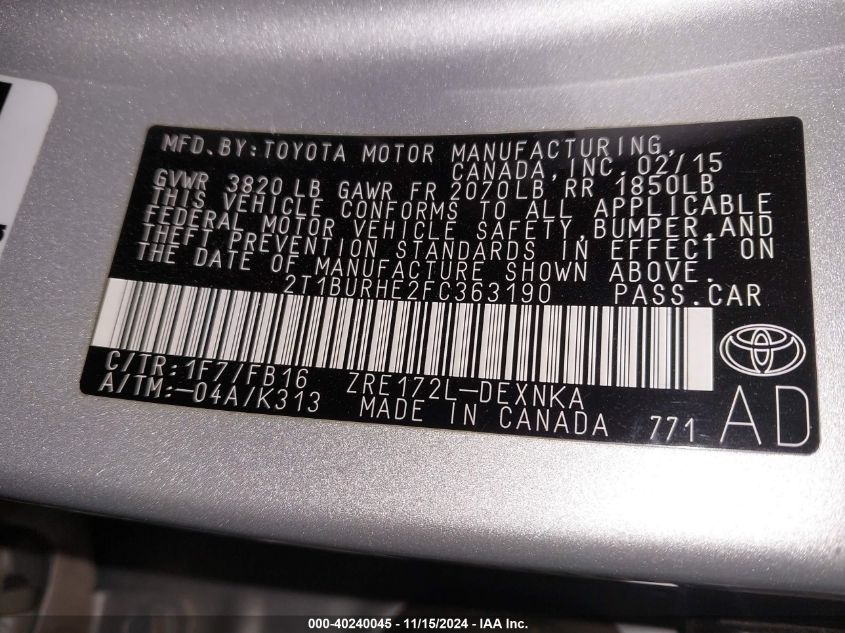 MFD. BY: TOYOTA MOTOR MANUFACTURING,
CANADA, INC. 02/15
GVWR 3820 LB GAWR FR 2070LB, RR 1850LB
THIS VEHICLE CONFORMS TO ALL APPLICABLE
FEDERAL MOTOR VEHICLE SAFETY, BUMPER, AND
THEFT PREVENTION STANDARDS IN EFFECT ON
THE DATE OF MANUFACTURE SHOWN ABOVE.
2T1BURHE2FC363190 PASS. CAR
C/TR: 1F7/FB16 ZRE172L-DEXNKA
A/TM: -04A/K313 MADE IN CANADA 771 AD
000-40240045 - 11/15/2024 - IAA Inc.